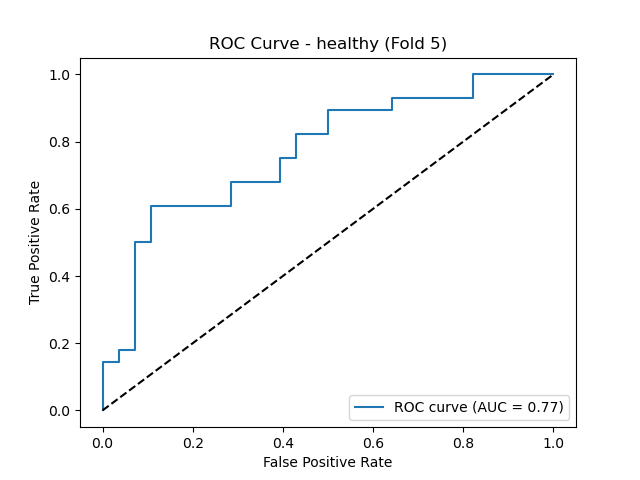 ROC Curve - healthy (Fold 5)
True Positive Rate
1.0
0.8
0.6
0.4
0.2
0.0
ROC curve (AUC = 0.77)
0.0 0.2 0.4 0.6 0.8 1.0
False Positive Rate